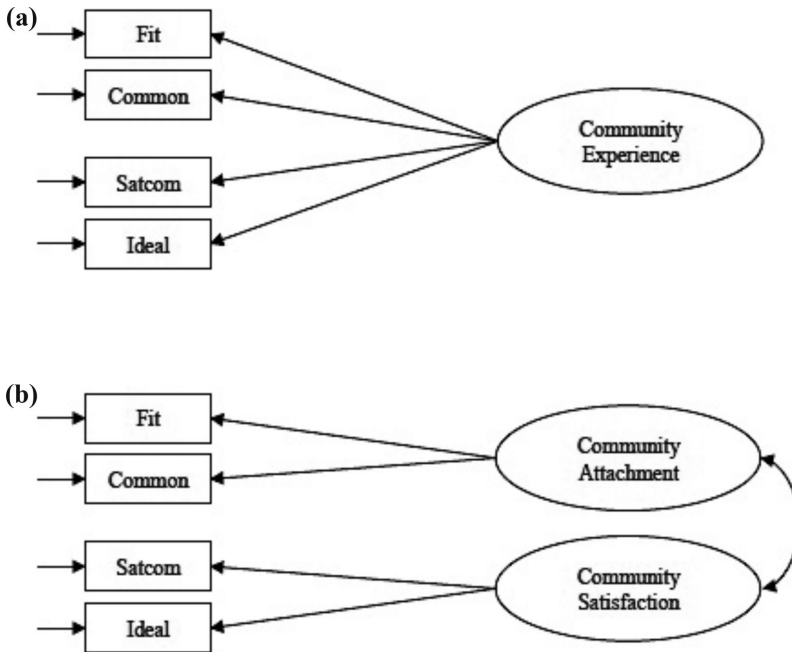 (a)
Fit
Common
Satcom
Ideal
Community
Experience
(b)
Fit
Common
Satcom
Ideal
Community
Attachment
Community
Satisfaction